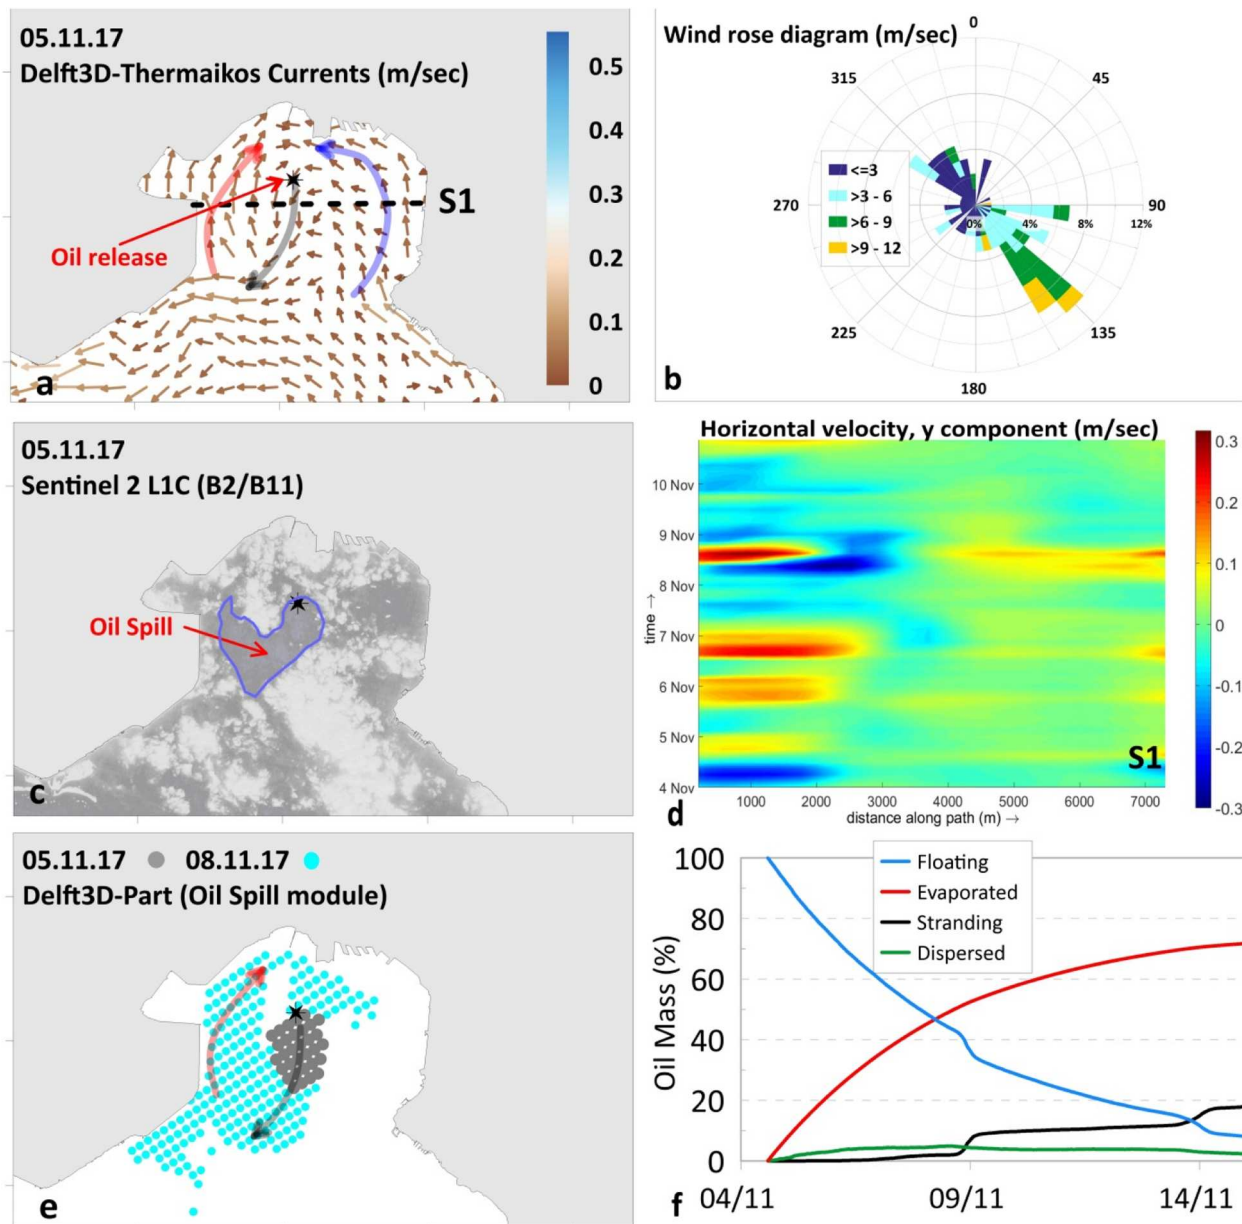 05.11.17
Delft3D-Thermaikos Currents (m/sec)
0.5
0.4
0.3
0.2
0.1
0
S1
Oil release
a
Wind rose diagram (m/sec)
0
315
45
<=3
>3 - 6
>6 - 9
>9 - 12
270
0%
4%
8%
12%
90
225
135
180
b
05.11.17
Sentinel 2 L1C (B2/B11)
Oil Spill
c
Horizontal velocity, y component (m/sec)
10 Nov
9 Nov
8 Nov
7 Nov
6 Nov
5 Nov
4 Nov
time →
S1
1000
2000
3000
4000
5000
6000
7000
distance along path (m) →
0.3
0.2
0.1
0
-0.1
-0.2
-0.3
d
05.11.17
08.11.17
Delft3D-Part (Oil Spill module)
e
100
80
60
40
20
0
Oil Mass (%)
Floating
Evaporated
Stranding
Dispersed
04/11
09/11
14/11
f